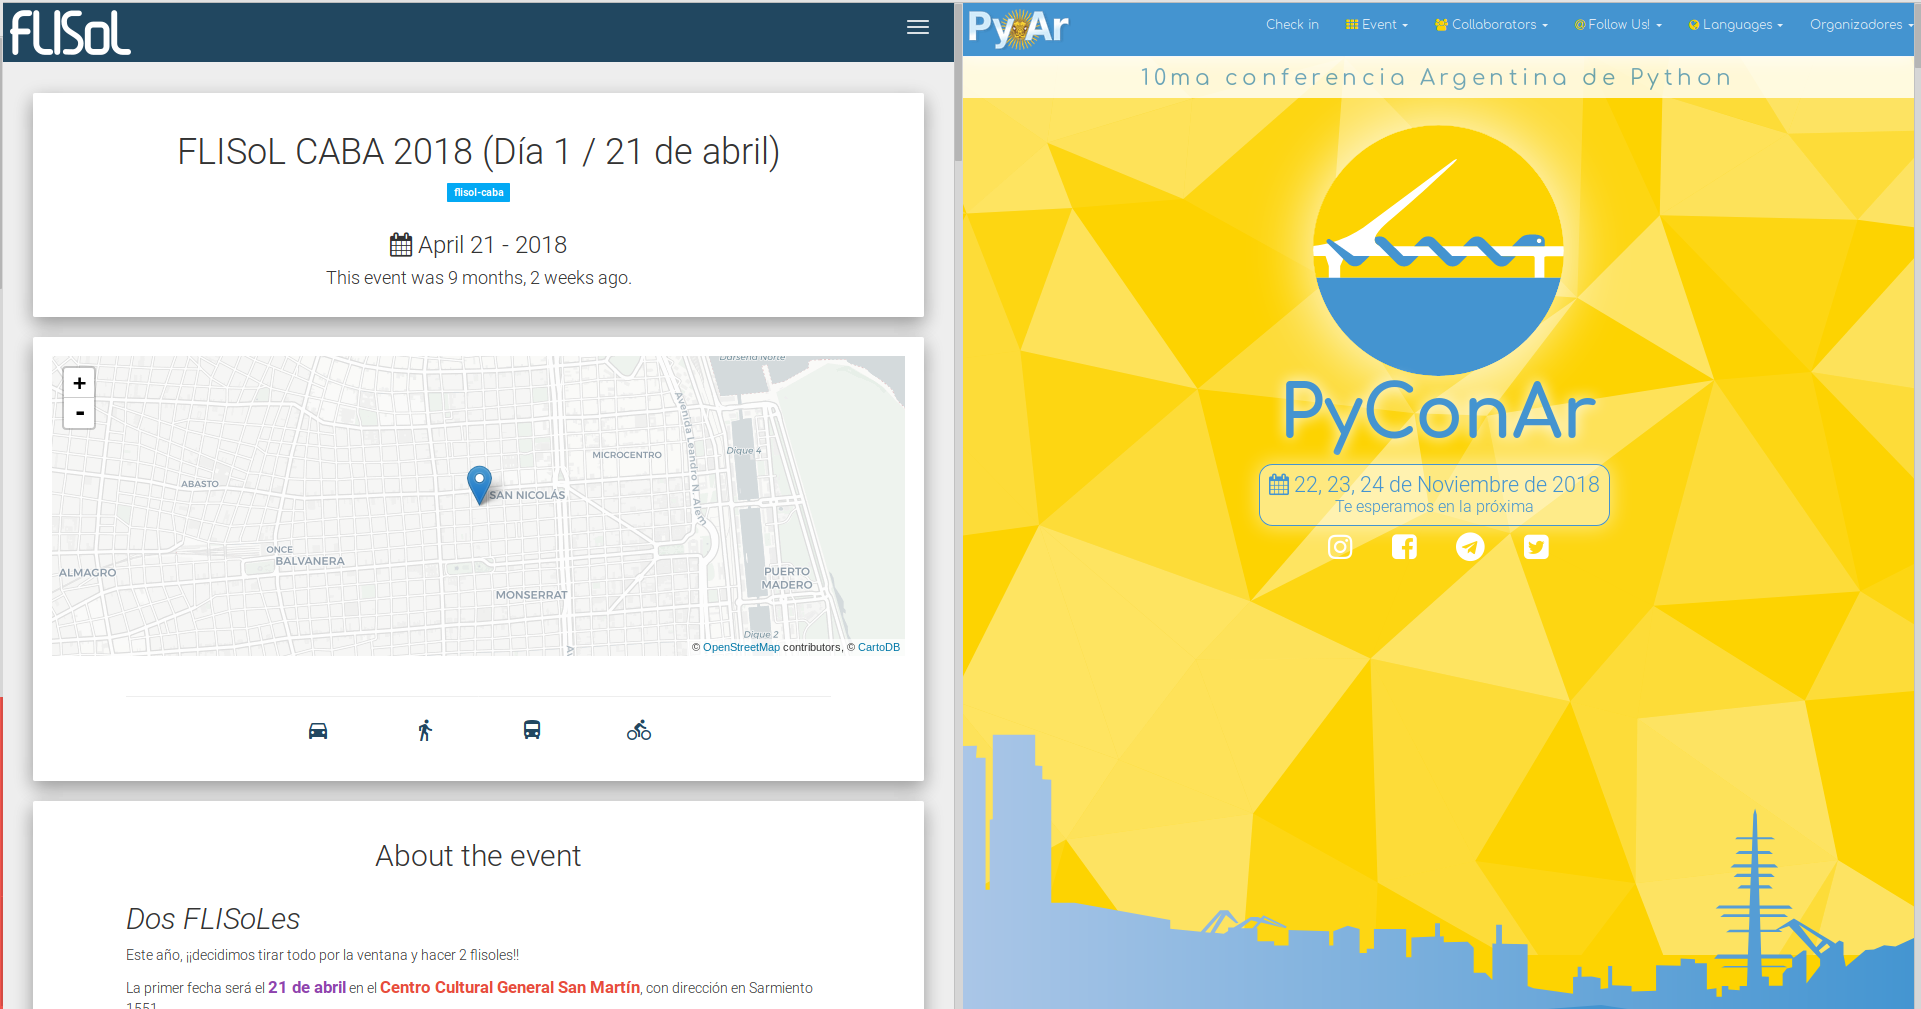 FLISoL
FLISoL CABA 2018 (Día 1 / 21 de abril)
flisol-caba
April 21 - 2018
This event was 9 months, 2 weeks ago.
+
-
Darsena Norte
Avenida Leandro N. Alem
Dique 4
MICROCENTRO
ABASTO
SAN NICOLÁS
ONCE
BALVANERA
ALMAGRO
PUERTO
MADERO
MONSERRAT
Dique 2
© OpenStreetMap contributors, © CartoDB
About the event
Dos FLISoLes
Este año, ¡¡decidimos tirar todo por la ventana y hacer 2 flisoles!!
La primer fecha será el 21 de abril en el Centro Cultural General San Martín, con dirección en Sarmiento
1551
PyAr
Check in Event Collaborators Follow Us! Languages Organizadores
10ma conferencia Argentina de Python
PyConAr
22, 23, 24 de Noviembre de 2018
Te esperamos en la próxima